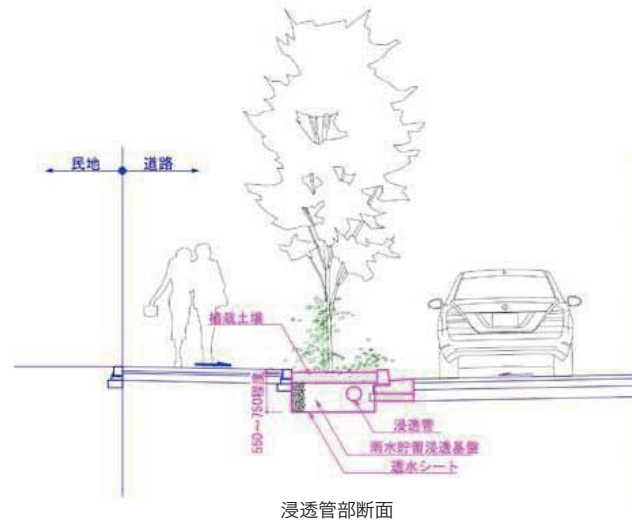 民地
道路
植栽土壌
550～750程度
浸透管
雨水貯留浸透基盤
透水シート
浸透管部断面